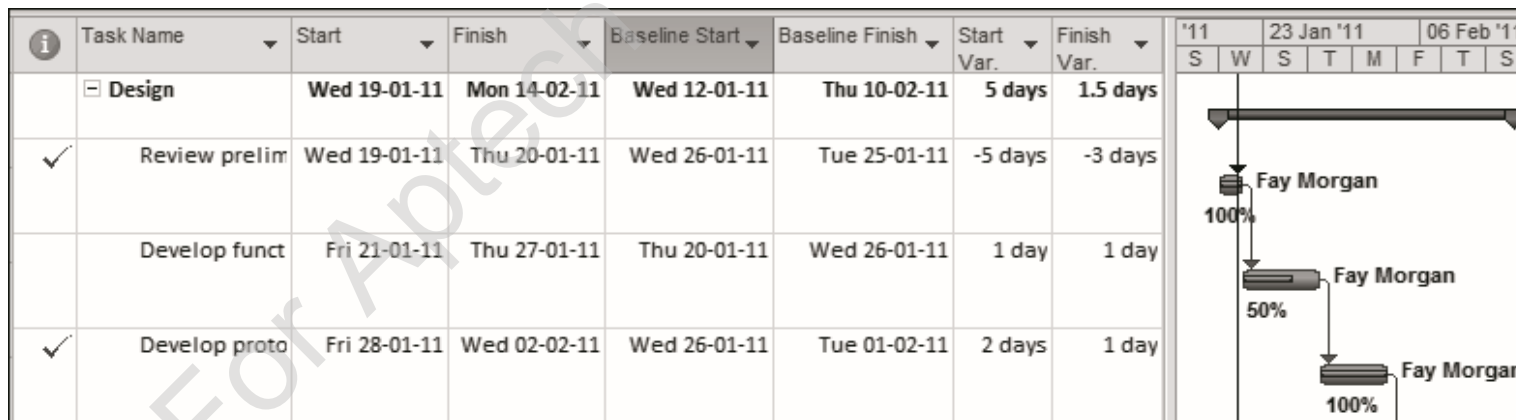 Task Name Start Finish Baseline Start Baseline Finish Start Var. Finish Var. '11 23 Jan '11 06 Feb '11
S W S T M F T S
Design Wed 19-01-11 Mon 14-02-11 Wed 12-01-11 Thu 10-02-11 5 days 1.5 days
Review prelim Wed 19-01-11 Thu 20-01-11 Wed 26-01-11 Tue 25-01-11 -5 days -3 days
Fay Morgan
100%
Develop funct Fri 21-01-11 Thu 27-01-11 Thu 20-01-11 Wed 26-01-11 1 day 1 day
Fay Morgan
50%
Develop proto Fri 28-01-11 Wed 02-02-11 Wed 26-01-11 Tue 01-02-11 2 days 1 day
Fay Morgan
100%
For Aptech